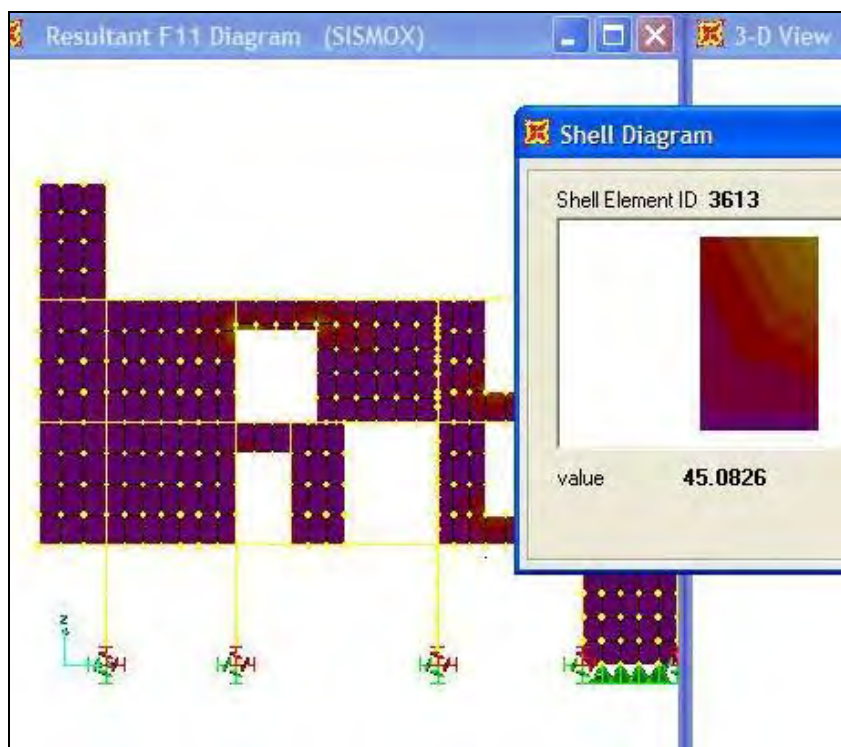 Resultant F11 Diagram (SISMOX)
3-D View
Shell Diagram
Shell Element ID 3613
value 45.0826